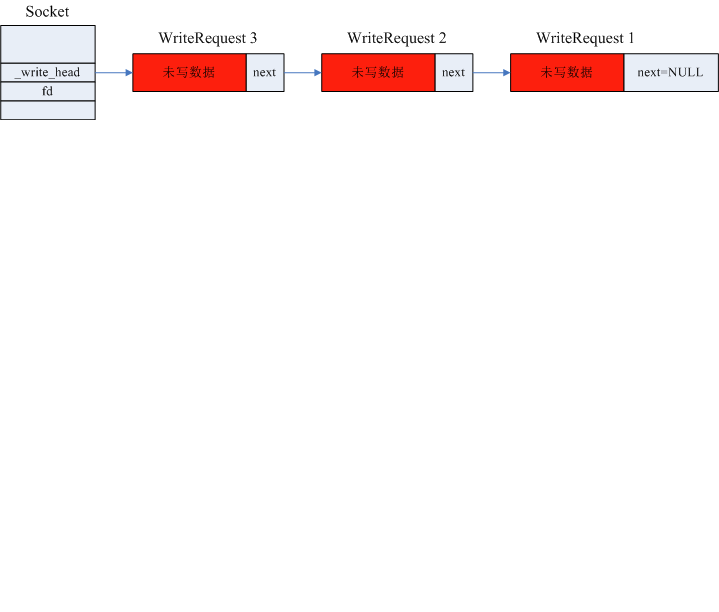 Socket
WriteRequest 3
WriteRequest 2
WriteRequest 1
_write_head
未写数据
next
未写数据
next
未写数据
next=NULL
fd